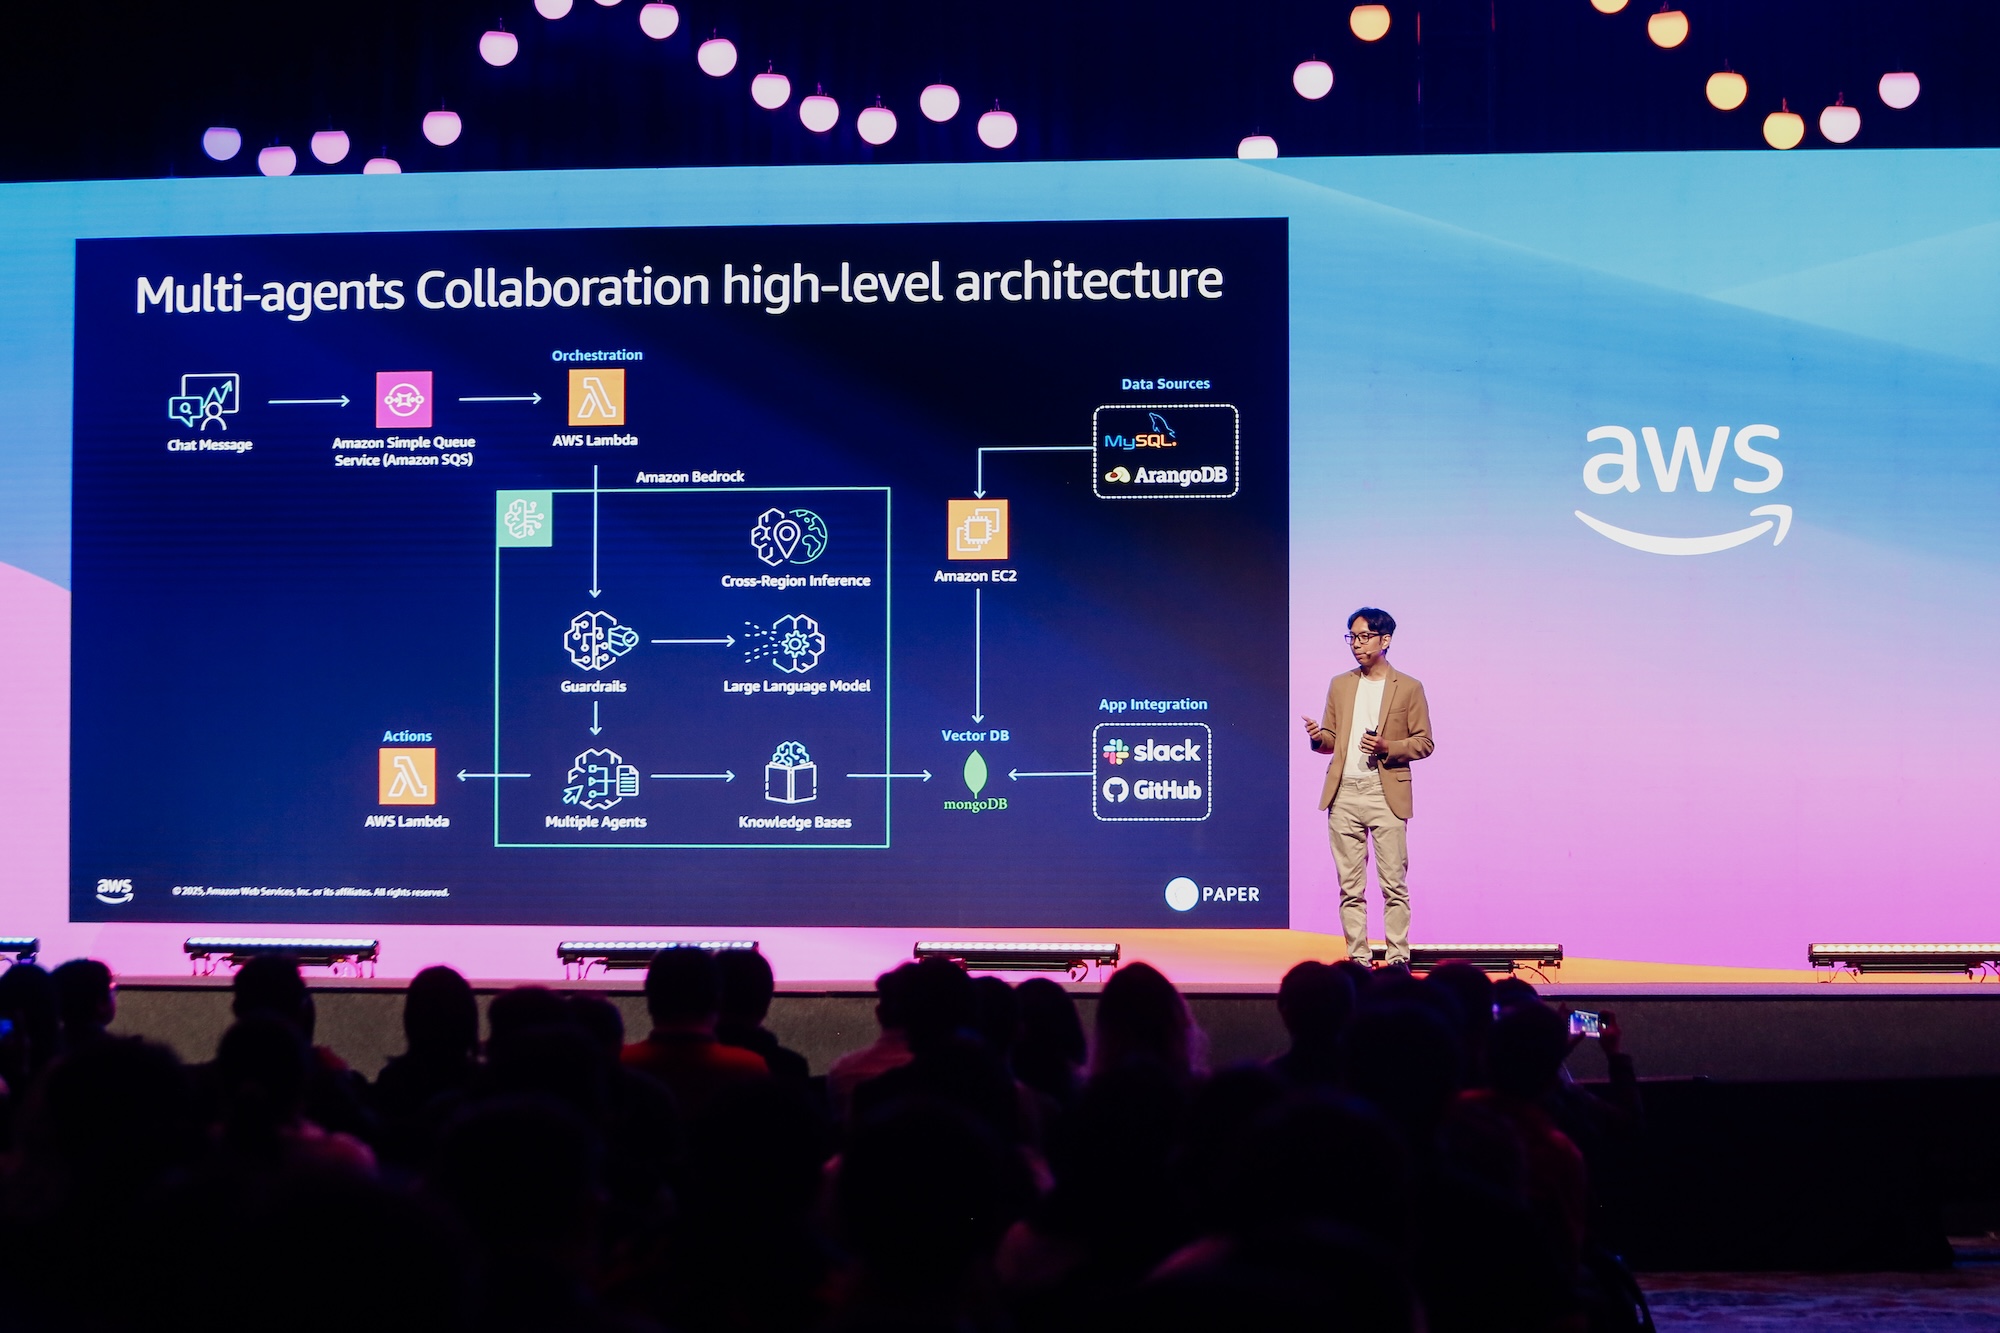 Multi-agents Collaboration high-level architecture
Orchestration
Chat Message
Amazon Simple Queue
Service (Amazon SQS)
AWS Lambda
Data Sources
MySQL.
ArangoDB
Amazon Bedrock
Cross-Region Inference
Amazon EC2
Guardrails
Large Language Model
Actions
AWS Lambda
Multiple Agents
Knowledge Bases
Vector DB
mongoDB
App Integration
slack
GitHub
aws
© 2025, Amazon Web Services, Inc. or its affiliates. All rights reserved.
PAPER
aws